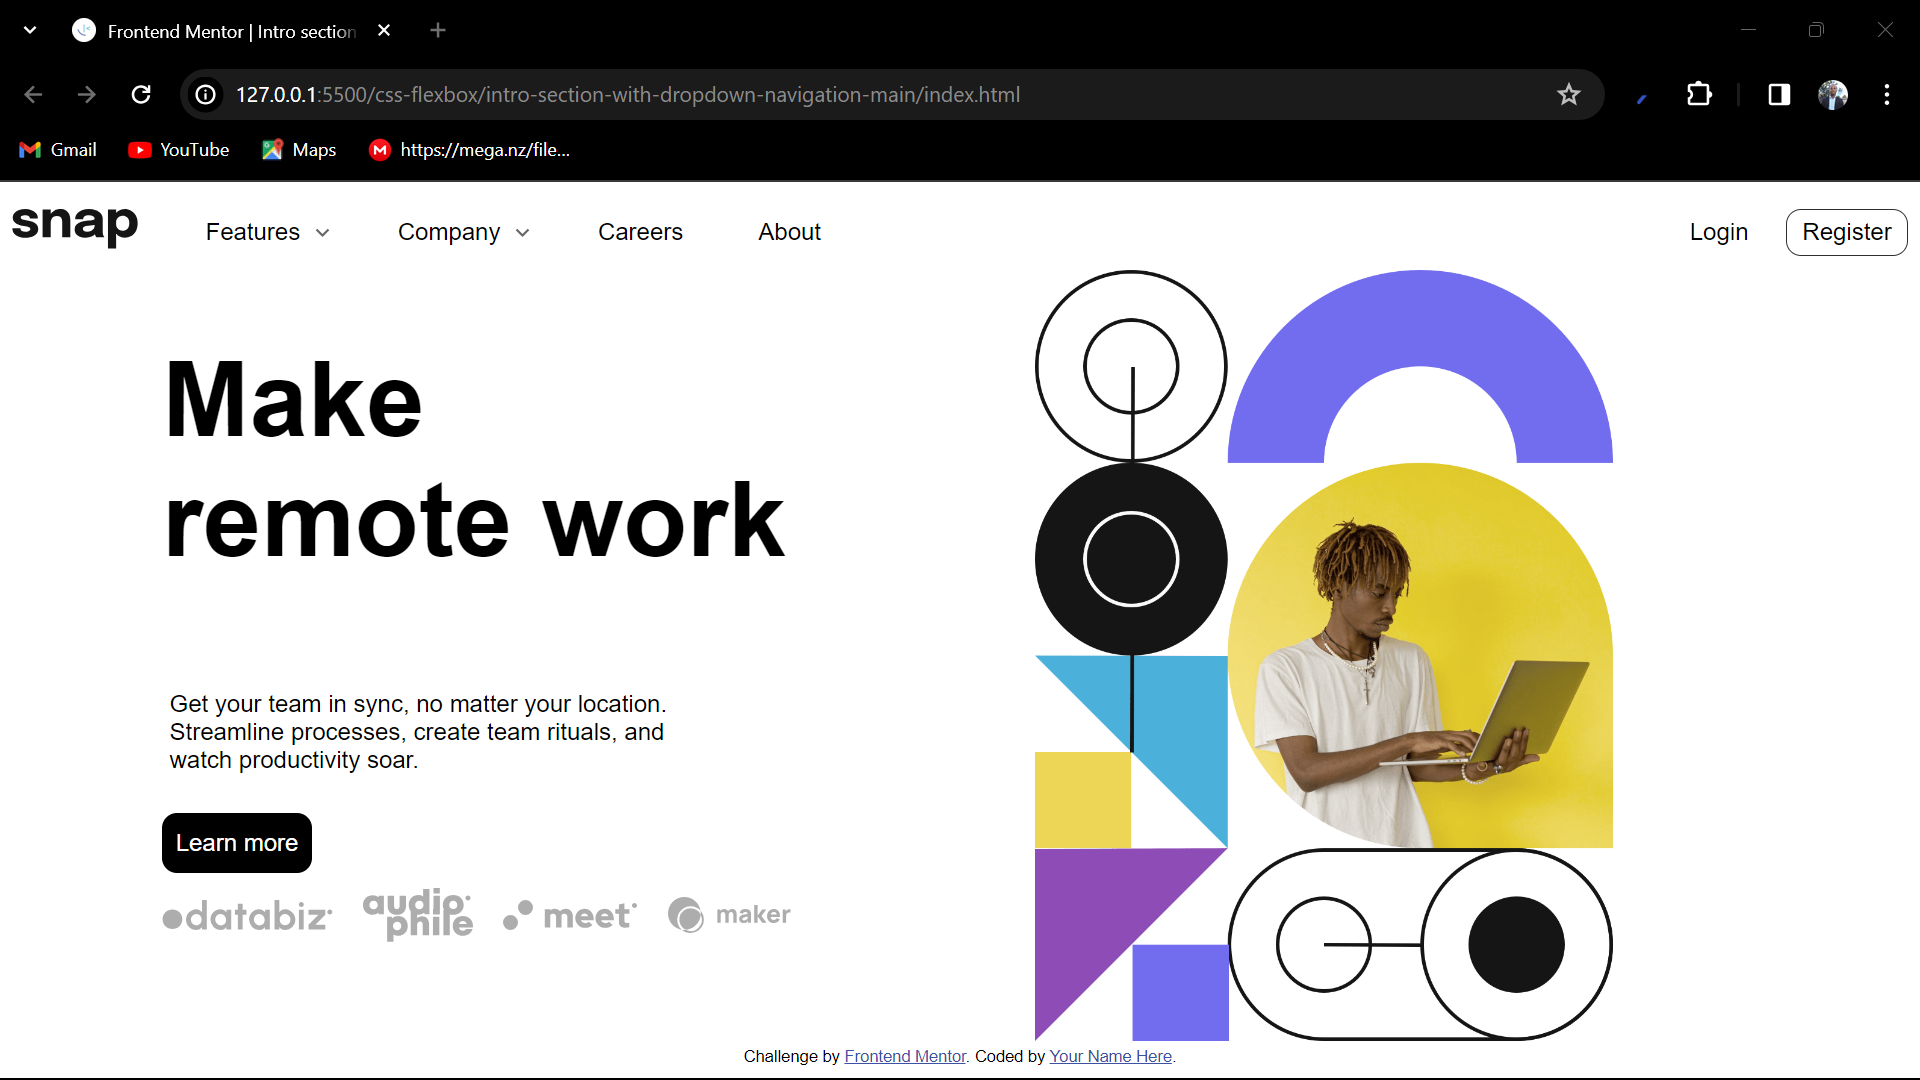 Frontend Mentor | Intro section
127.0.0.1:5500/css-flexbox/intro-section-with-dropdown-navigation-main/index.html
Gmail YouTube Maps https://mega.nz/file...
snap Features Company Careers About Login Register
Make
remote work
Get your team in sync, no matter your location.
Streamline processes, create team rituals, and
watch productivity soar.
Learn more
databiz audiophile meet maker
Challenge by Frontend Mentor. Coded by Your Name Here.